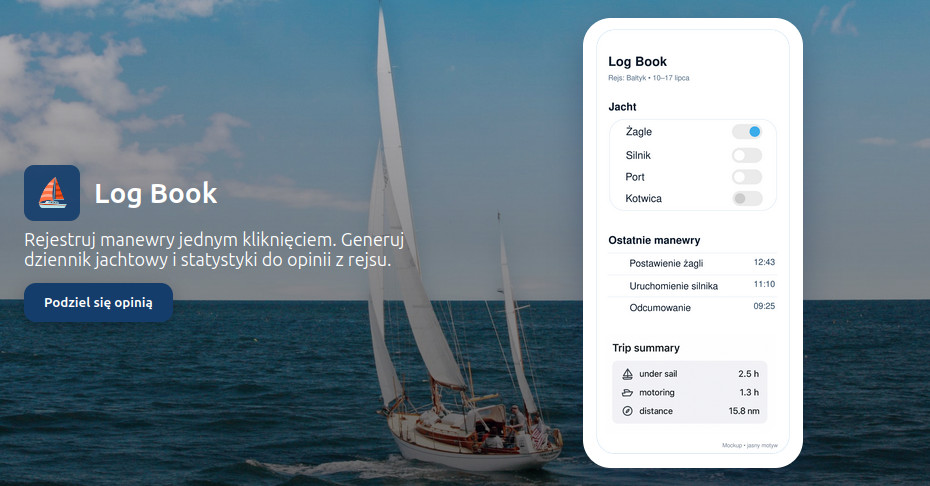 Log Book
Rejestruj manewry jednym kliknięciem. Generuj
dziennik jachtowy i statystyki do opinii z rejsu.
Podziel się opinią
Log Book
Rejs: Bałtyk • 10–17 lipca
Jacht
Żagle
Silnik
Port
Kotwica
Ostatnie manewry
Postawienie żagli 12:43
Uruchomienie silnika 11:10
Odcumowanie 09:25
Trip summary
under sail 2.5 h
motoring 1.3 h
distance 15.8 nm
Mockup • jasny motyw